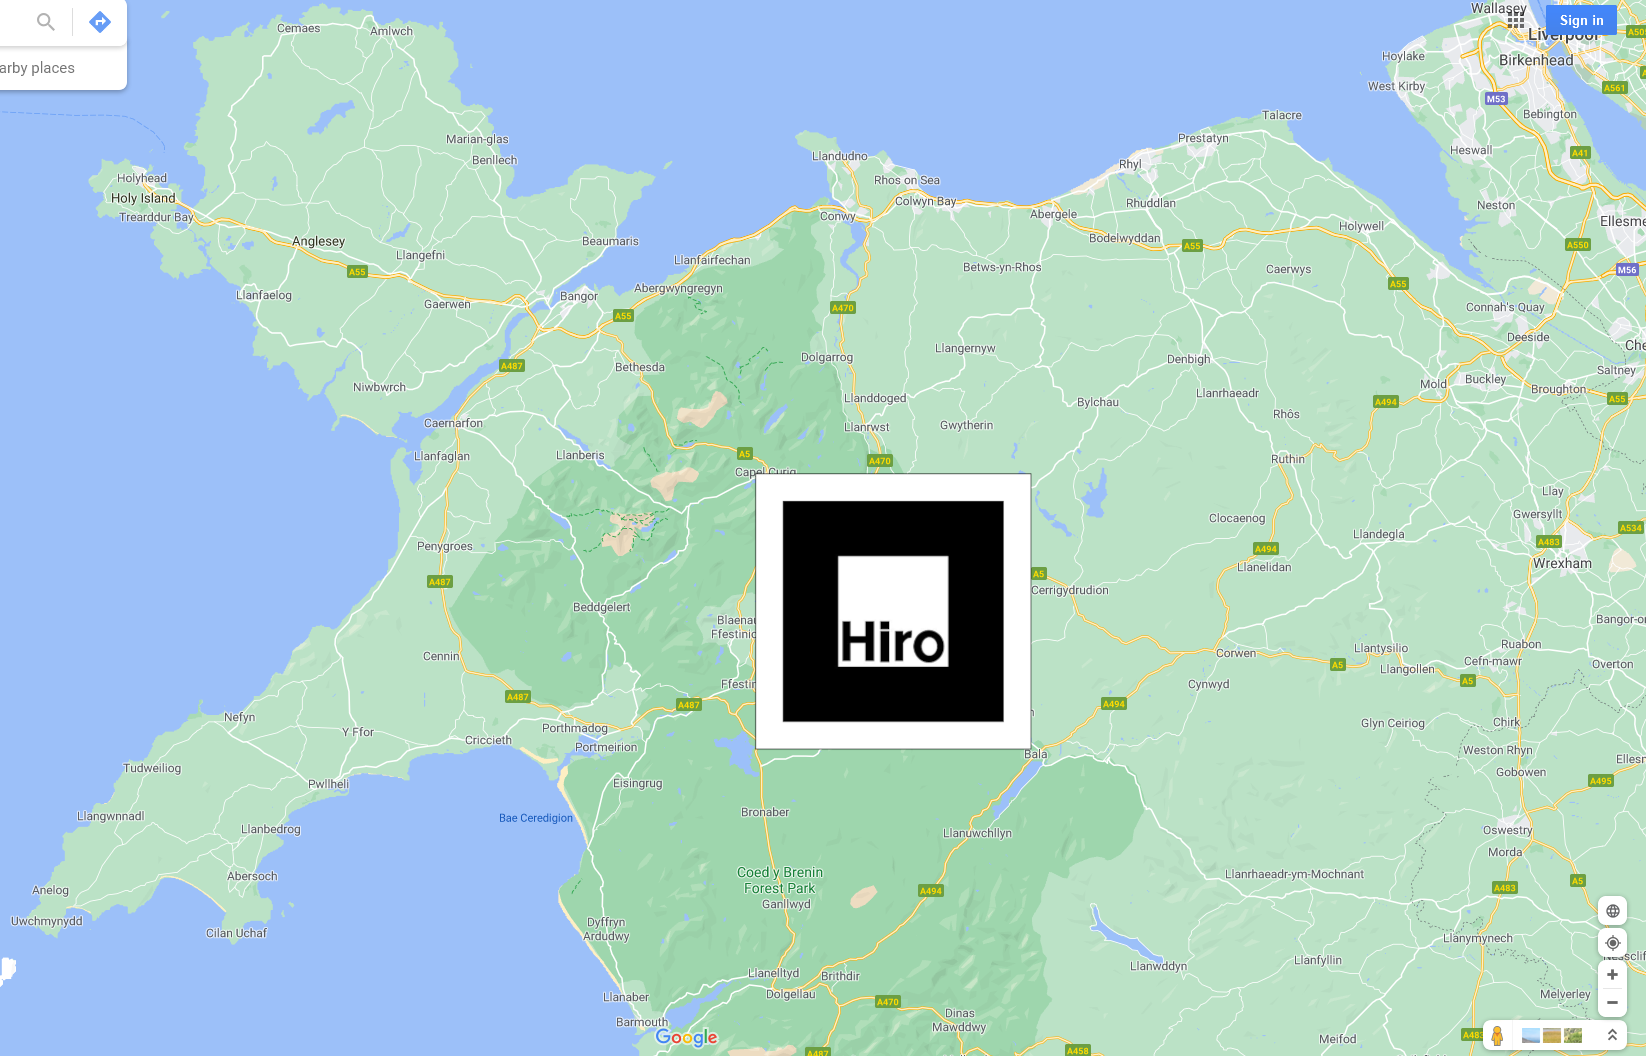 Wallasey
Sign in
Cemaes
Amlwch
Liverpool
Hoylake
Birkenhead
arby places
West Kirby
A561
M53
Talacre
Bebington
Marian-glas
Prestatyn
Heswall
A41
Benllech
Llandudno
Rhyl
Holyhead
Rhos on Sea
Holy Island
Colwyn Bay
Rhuddlan
Neston
Trearddur Bay
Conwy
Abergele
Ellesme
Holywell
Anglesey
Beaumaris
Bodelwyddan
A55
A550
Llangefni
Llanfairfechan
Betws-yn-Rhos
Caerwys
M56
A55
Abergwyngregyn
A55
Llanfaelog
Bangor
Gaerwen
A470
Connah's Quay
A55
Deeside
Che
Llangernyw
Dolgarrog
Denbigh
A487
Bethesda
Saltney
Niwbwrch
Mold
Buckley
Broughton
Llanddoged
Bylchau
Llanrhaeadr
A494
A55
Rhôs
Caernarfon
Llanrwst
Gwytherin
Llanfaglan
Llanberis
A5
A470
Ruthin
Capel Curig
Llay
Clocaenog
Gwersyllt
A534
Llandegla
Penygroes
A494
A483
Wrexham
A487
A5
Llanelidan
Cerrigydrudion
Beddgelert
Blaenau
Ffestinio
Bangor-o
Hiro
Cennin
Corwen
Llantysilio
Ruabon
Cefn-mawr
A5
Llangollen
Overton
Ffestin
Cynwyd
A5
A487
A487
A494
Nefyn
Glyn Ceiriog
Chirk
Y Ffor
Criccieth
Porthmadog
Portmeirion
Bala
Weston Rhyn
Ellesm
Tudweiliog
Gobowen
Pwllheli
Eisingrug
A495
Llangwnnadl
Bae Ceredigion
Bronaber
Llanbedrog
Llanuwchllyn
Oswestry
Morda
Coed y Brenin
Forest Park
Abersoch
Llanrhaeadr-ym-Mochnant
A483
A5
Anelog
A494
Ganllwyd
Uwchmynydd
Dyffryn
Ardudwy
Cilan Uchaf
Llanymynech
Llanwddyn
Llanfyllin
Llanelltyd
Brithdir
Llanaber
Dolgellau
A470
Melverley
Dinas
Mawddwy
Barmouth
Google
Meifod
A483
A487
A458